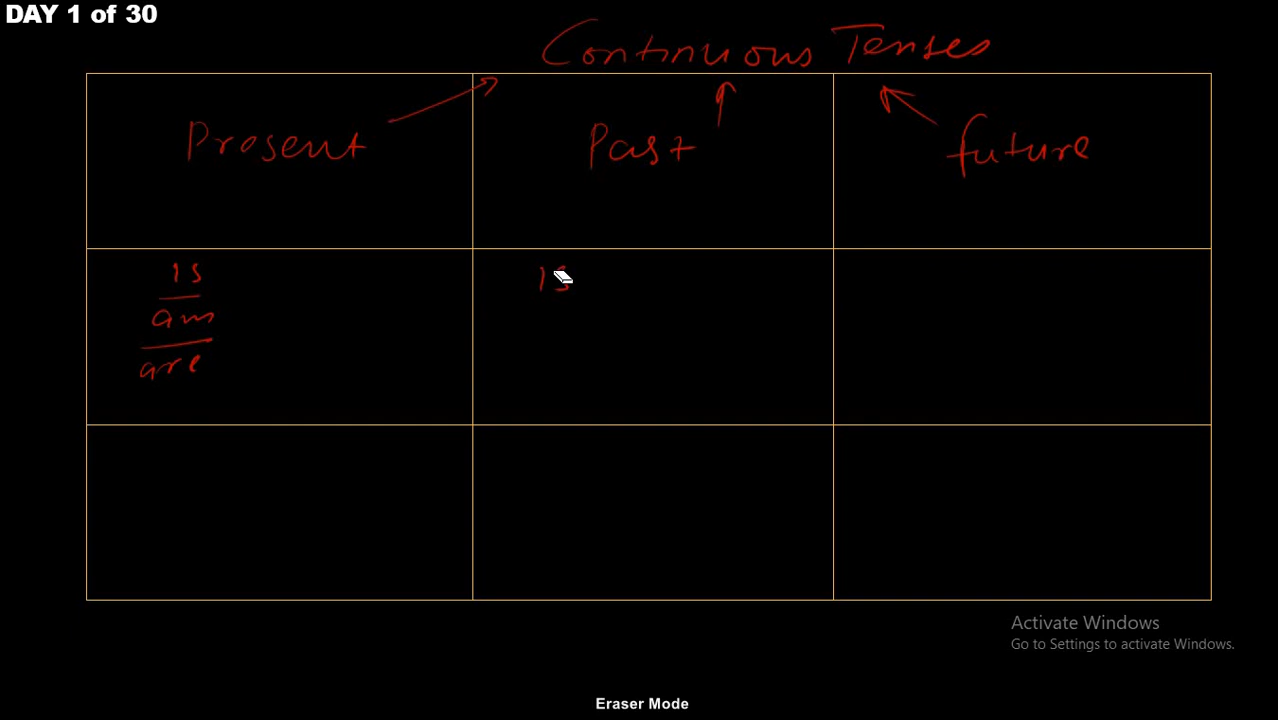 DAY 1 of 30
Continuous Tenses
Present
Past
future
is
am
are
is
Activate Windows
Go to Settings to activate Windows.
Eraser Mode